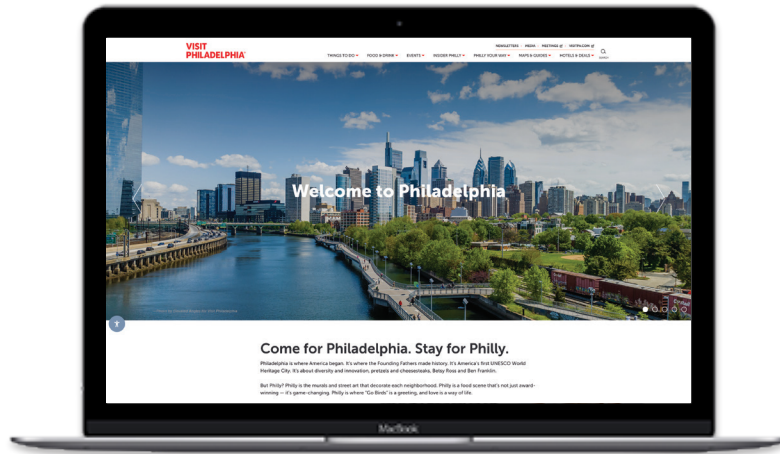 VISIT
PHILADELPHIA
NEWSLETTERS MEDIA MEETINGS VISITPA.COM
THINGS TO DO FOOD & DRINK EVENTS INSIDER PHILLY PHILLY YOUR WAY MAPS & GUIDES HOTELS & DEALS
SEARCH
Welcome to Philadelphia
Come for Philadelphia. Stay for Philly.
Philadelphia is where America began. It's where the Founding Fathers made history. It's America's first UNESCO World
Heritage City. It's about diversity and innovation, pretzels and cheesesteaks, Betsy Ross and Ben Franklin.
But Philly? Philly is the murals and street art that decorate each neighborhood. Philly is a food scene that's not just award-
winning — it's game-changing. Philly is where "Go Birds" is a greeting, and love is a way of life.
MacBook